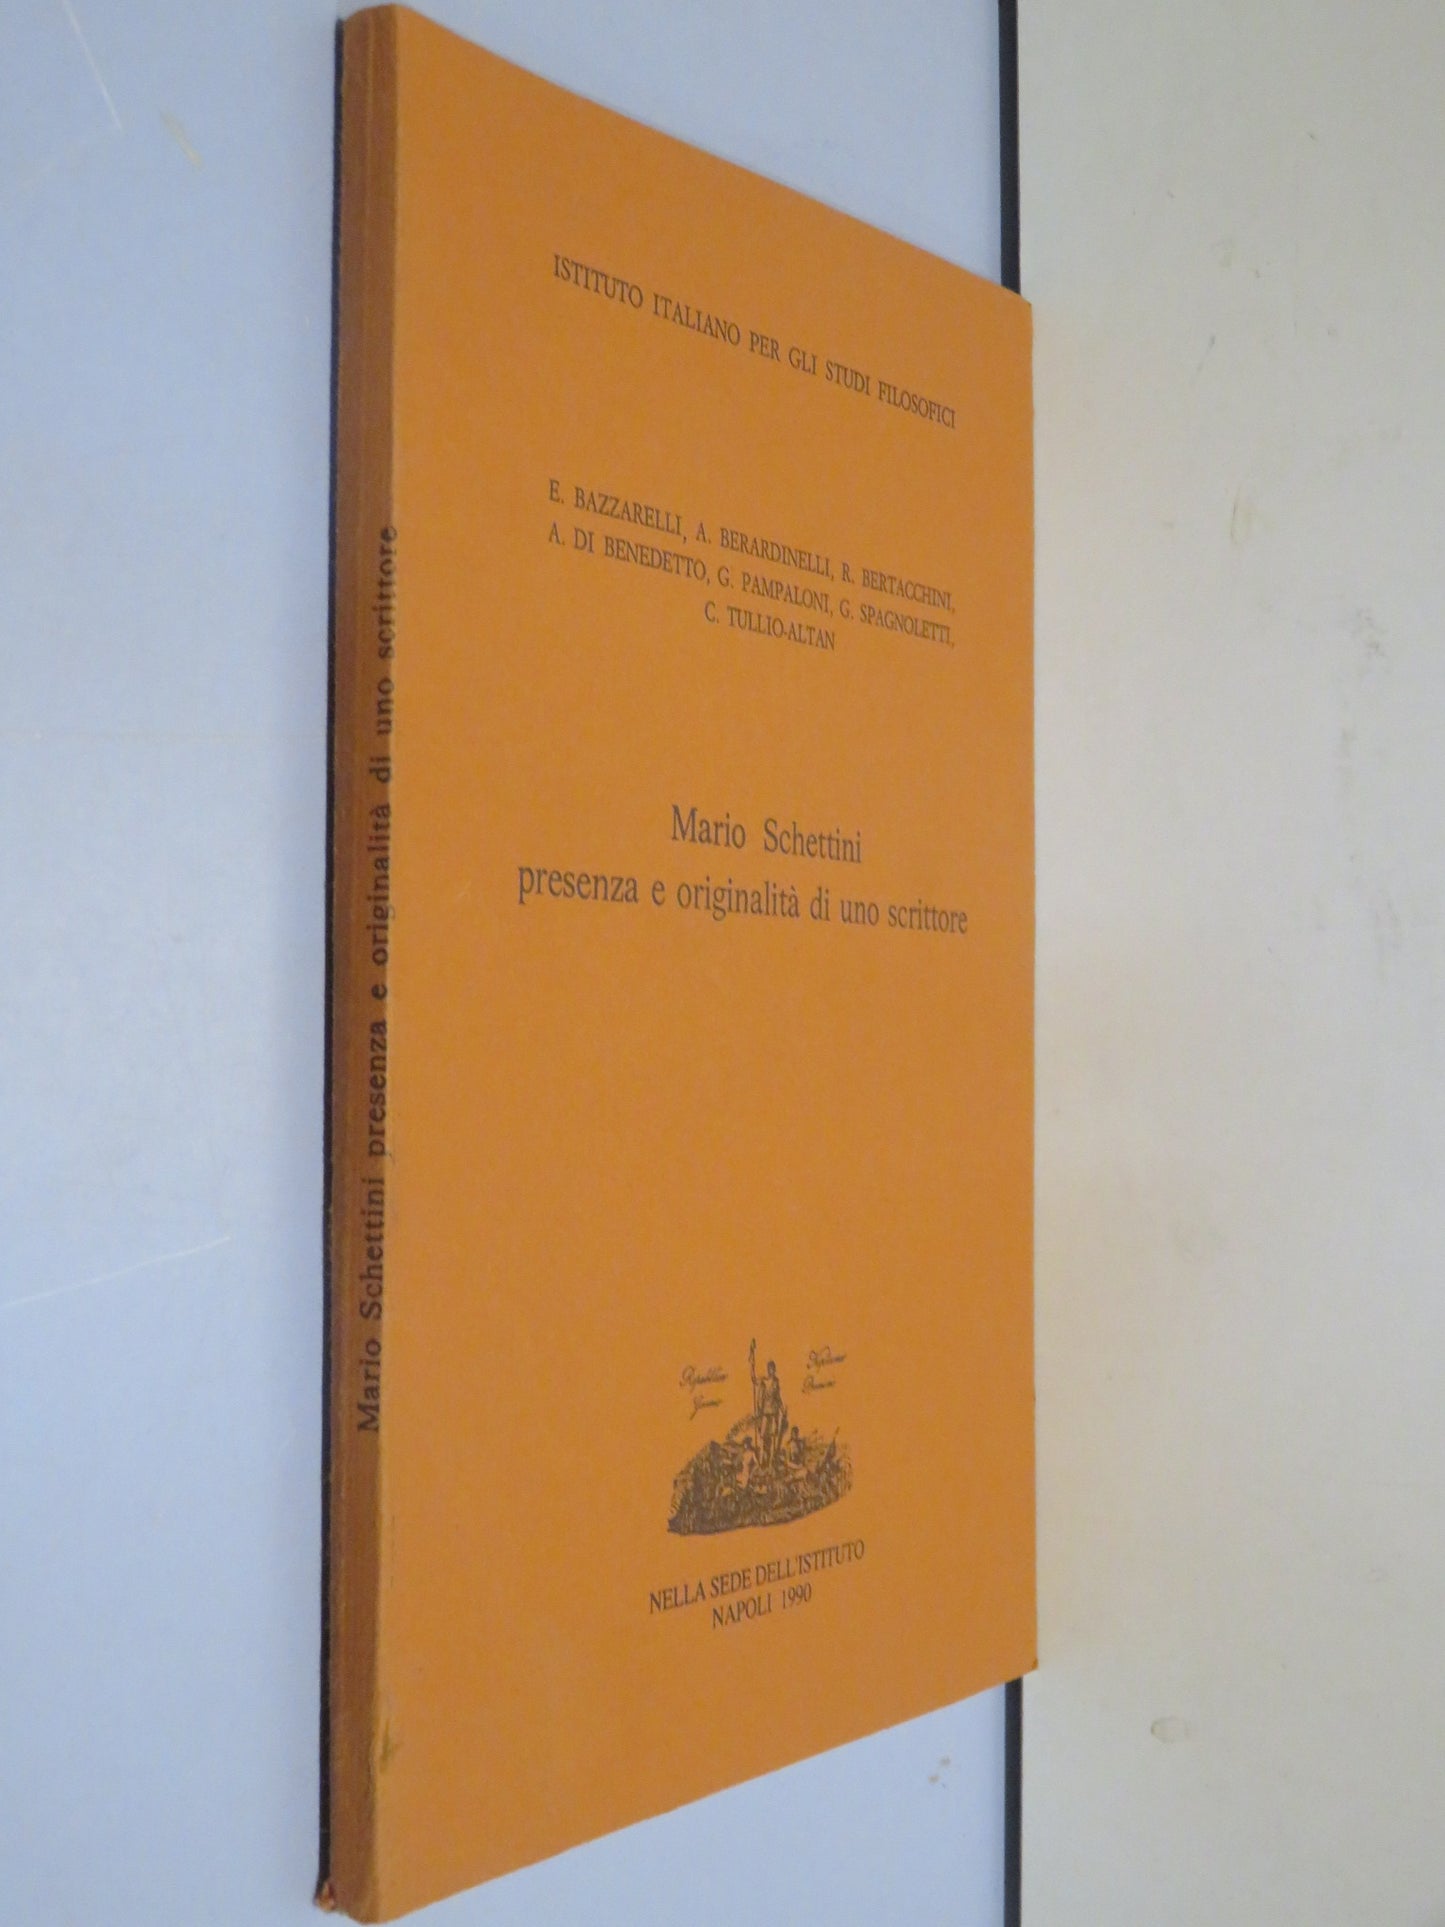 ISTITUTO ITALIANO PER GLI STUDI FILOSOFICI
E. BAZZARELLI, A. BERARDINELLI, R. BERTACCHINI,
A. DI BENEDETTO, G. PAMPALONI, G. SPAGNOLETTI,
C. TULLIO-ALTAN
Mario Schettini
presenza e originalità di uno scrittore
NELLA SEDE DELL'ISTITUTO
NAPOLI 1990
Mario Schettini presenza e originalità di uno scrittore